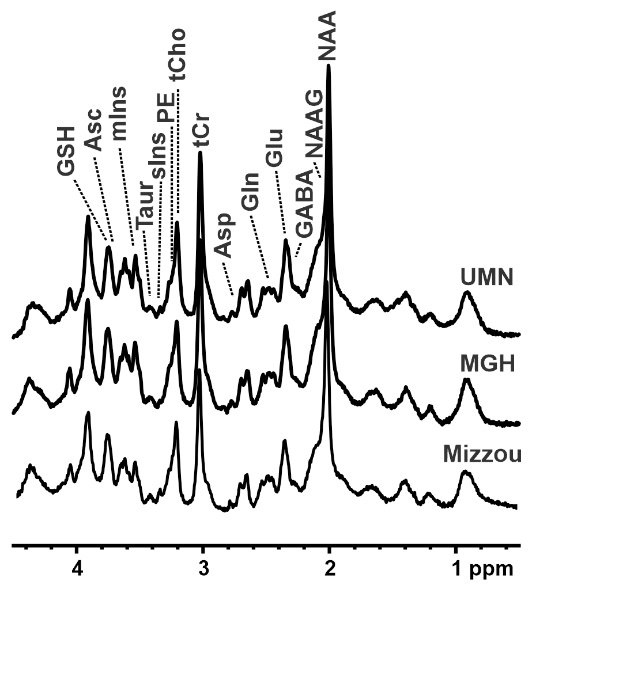 GSH
Asc
mIns
Taur
sIns
PE
tCho
tCr
Asp
Gln
Glu
GABA
NAAG
NAA
UMN
MGH
Mizzou
4 3 2 1 ppm